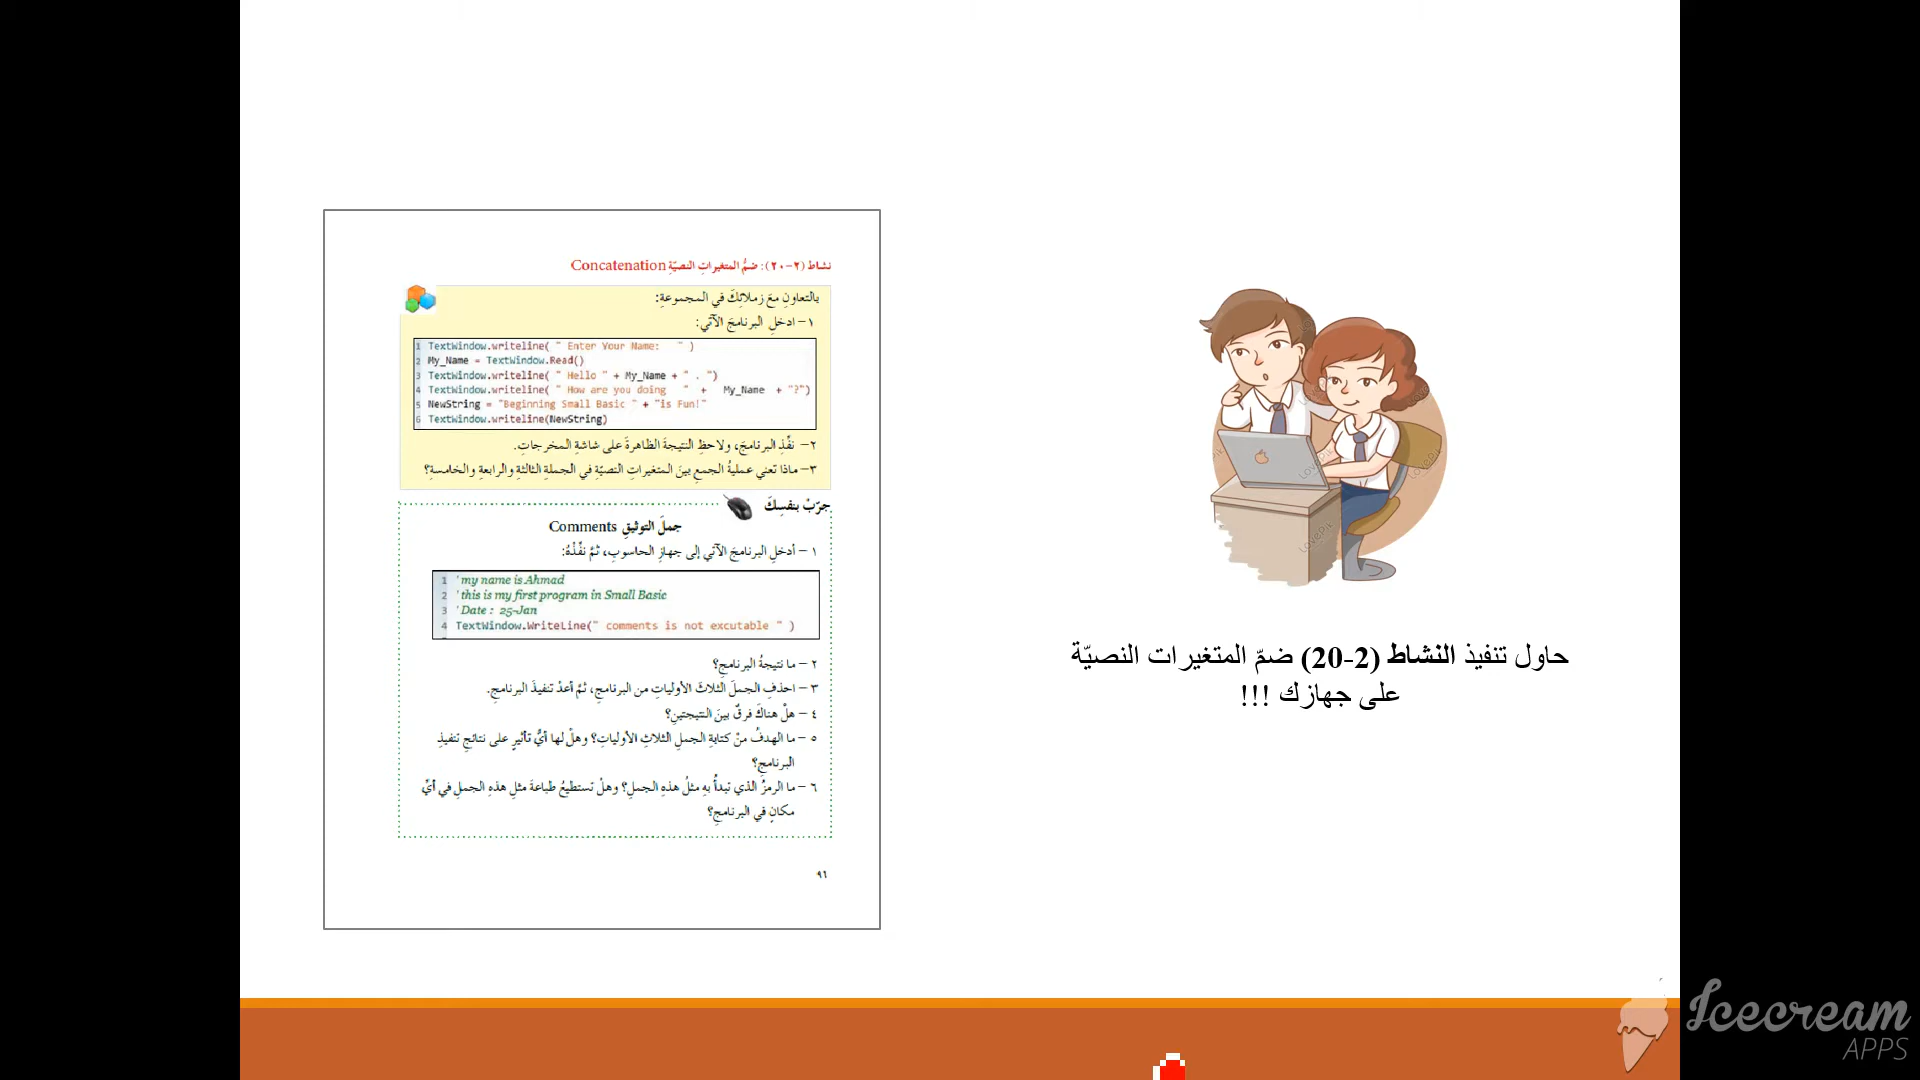 نشاط (٢-٢٠): ضمُّ المتغيراتِ النصيّةِ Concatenation
بالتعاونِ معَ زملائِكَ في المجموعةِ:
١- ادخلِ البرنامجَ الآتي:
1 TextWindow.writeline( " Enter Your Name:   " )
2 My_Name = TextWindow.Read()
3 TextWindow.writeline( " Hello " + My_Name + " . ")
4 TextWindow.writeline( " How are you doing   "  +   My_Name  + "?")
5 NewString = "Beginning Small Basic " + "is Fun!"
6 TextWindow.writeline(NewString)
٢- نفِّذِ البرنامجَ، ولاحظِ النتيجةَ الظاهرةَ على شاشةِ المخرجاتِ.
٣- ماذا تعني عمليةُ الجمعِ بينَ المتغيراتِ النصيّةِ في الجملةِ الثالثةِ والرابعةِ والخامسةِ؟
جرّبْ بنفسِكَ
جملَ التوثيقِ Comments
١ - أدخلِ البرنامجَ الآتي إلى جهازِ الحاسوبِ، ثمَّ نفِّذْهُ:
1 ' my name is Ahmad
2 ' this is my first program in Small Basic
3 ' Date : 25-Jan
4 TextWindow.WriteLine(" comments is not excutable " )
٢ - ما نتيجةُ البرنامجِ؟
٣ - احذفِ الجملَ الثلاثَ الأولياتِ من البرنامجِ، ثمَّ أعدْ تنفيذَ البرنامجِ.
٤ - هلْ هناكَ فرقٌ بينَ النتيجتينِ؟
٥ - ما الهدفُ منْ كتابةِ الجملِ الثلاثِ الأولياتِ؟ وهلْ لها أيُّ تأثيرٍ على نتائجِ تنفيذِ
البرنامجِ؟
٦ - ما الرمزُ الذي تبدأُ بهِ مثلُ هذهِ الجملِ؟ وهلْ تستطيعُ طباعةَ مثلِ هذهِ الجملِ في أيِّ
مكانٍ في البرنامجِ؟
٩١
حاول تنفيذ النشاط (2-20) ضمّ المتغيرات النصيّة
على جهازك !!!
Icecream
APPS